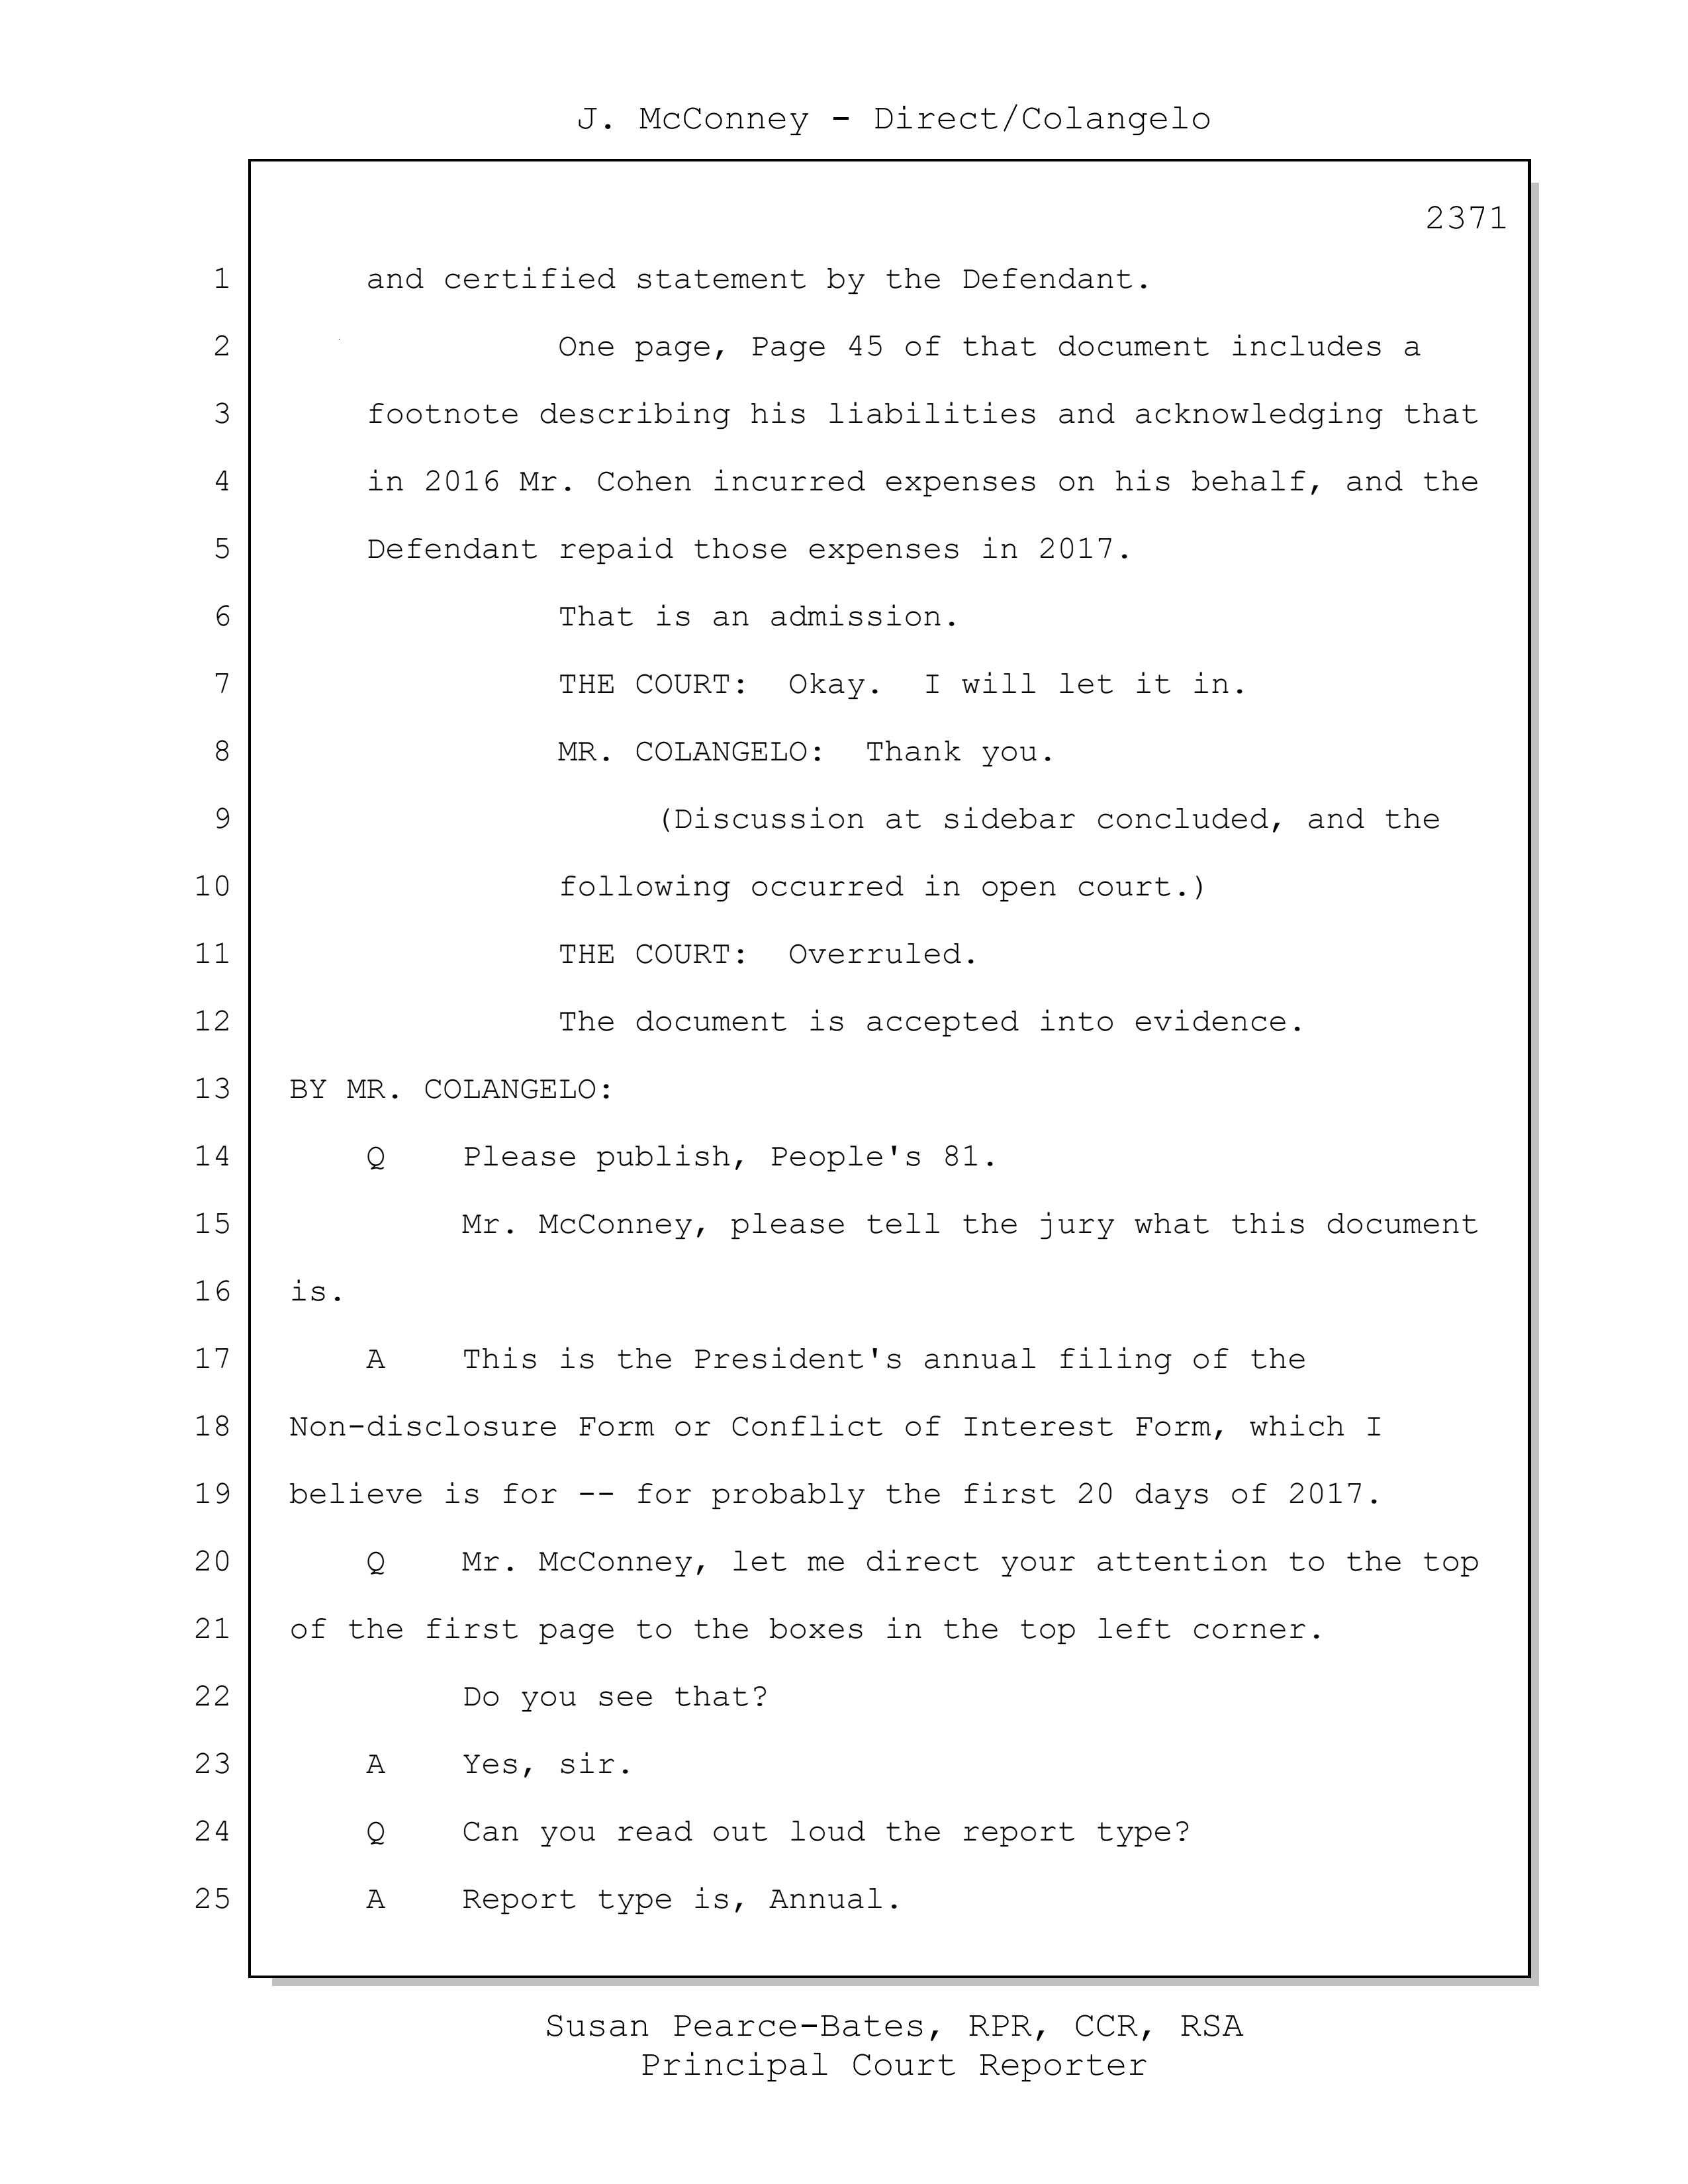 J. McConney - Direct/Colangelo
2371
1 and certified statement by the Defendant.
2 One page, Page 45 of that document includes a
3 footnote describing his liabilities and acknowledging that
4 in 2016 Mr. Cohen incurred expenses on his behalf, and the
5 Defendant repaid those expenses in 2017.
6 That is an admission.
7 THE COURT: Okay. I will let it in.
8 MR. COLANGELO: Thank you.
9 (Discussion at sidebar concluded, and the
10 following occurred in open court.)
11 THE COURT: Overruled.
12 The document is accepted into evidence.
13 BY MR. COLANGELO:
14 Q Please publish, People's 81.
15 Mr. McConney, please tell the jury what this document
16 is.
17 A This is the President's annual filing of the
18 Non-disclosure Form or Conflict of Interest Form, which I
19 believe is for -- for probably the first 20 days of 2017.
20 Q Mr. McConney, let me direct your attention to the top
21 of the first page to the boxes in the top left corner.
22 Do you see that?
23 A Yes, sir.
24 Q Can you read out loud the report type?
25 A Report type is, Annual.
Susan Pearce-Bates, RPR, CCR, RSA
Principal Court Reporter